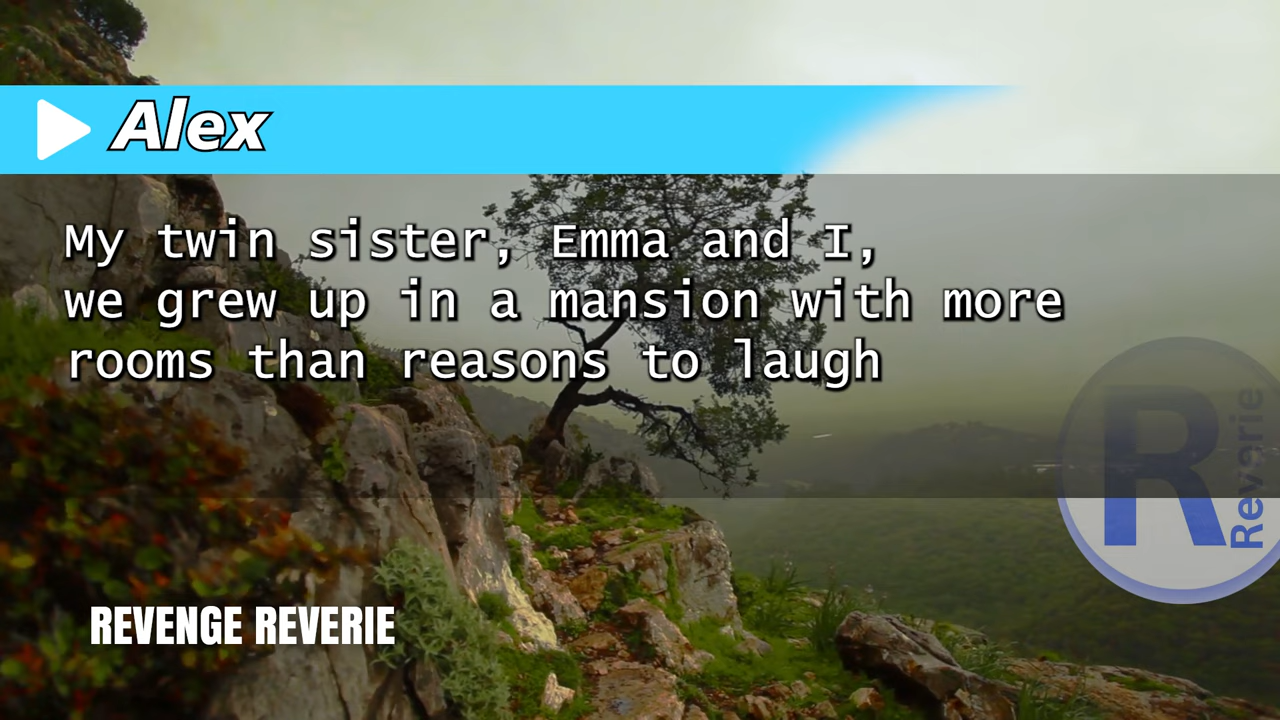 Alex
My twin sister, Emma and I,
we grew up in a mansion with more
rooms than reasons to laugh
R
Reverie
REVENGE REVERIE